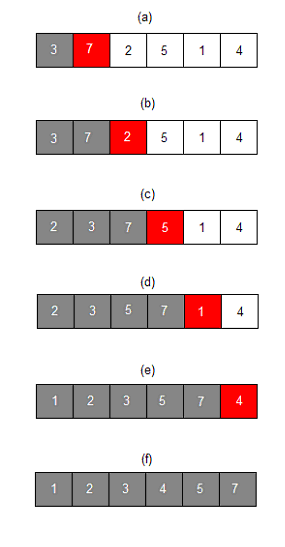 (a)
3 7 2 5 1 4
(b)
3 7 2 5 1 4
(c)
2 3 7 5 1 4
(d)
2 3 5 7 1 4
(e)
1 2 3 5 7 4
(f)
1 2 3 4 5 7